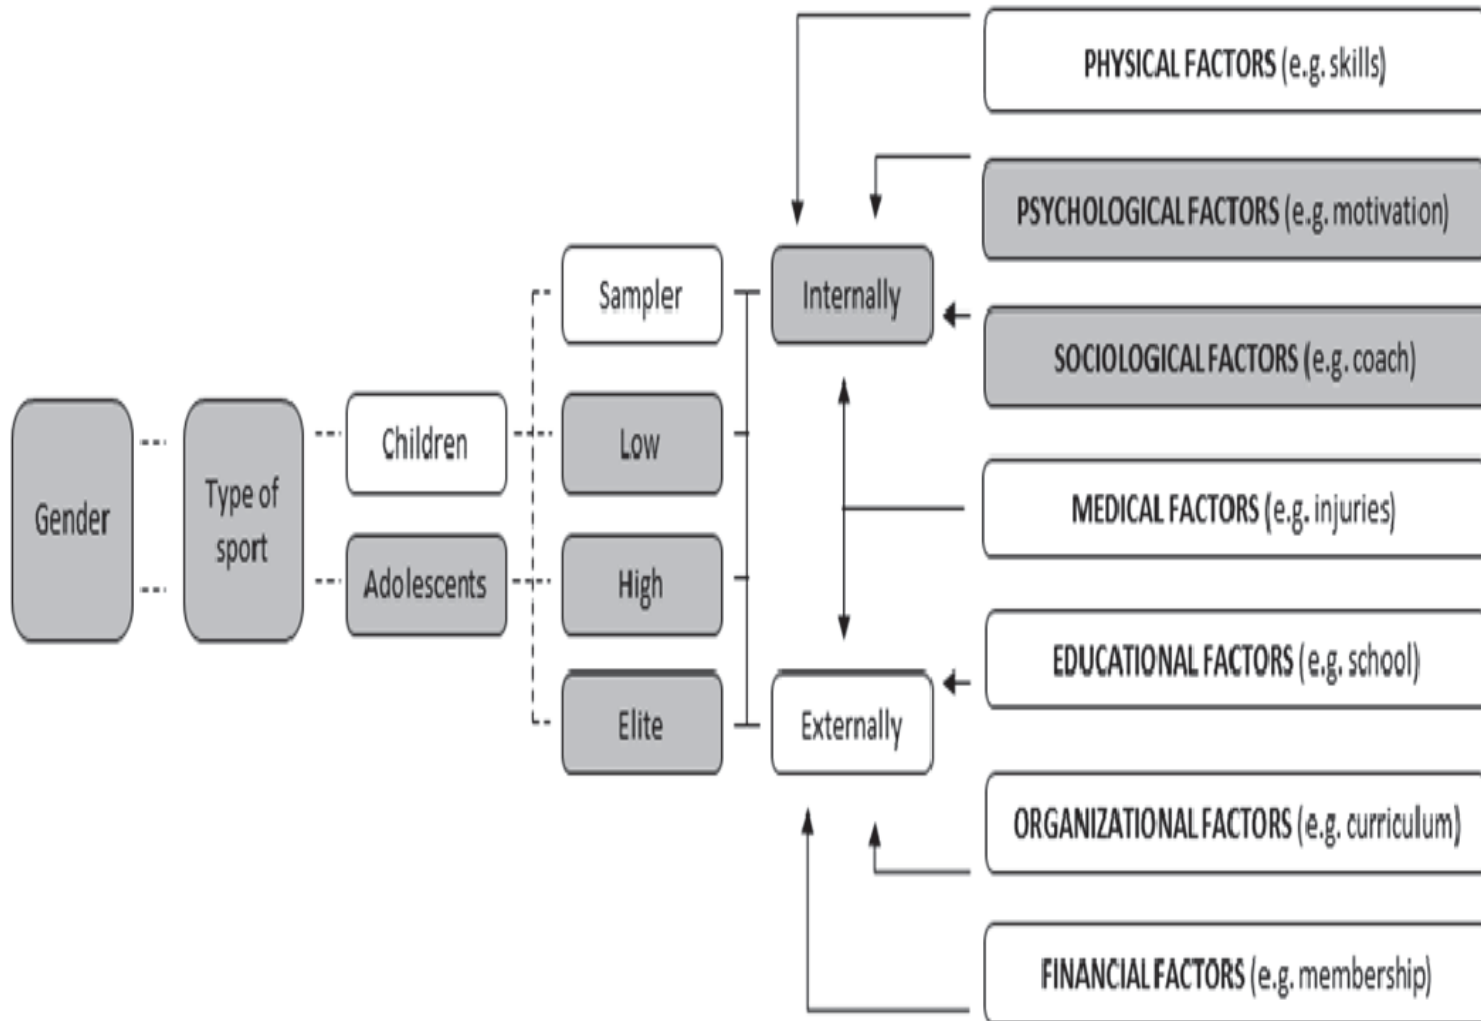 Gender
Type of
sport
Children
Adolescents
Sampler
Low
High
Elite
Internally
Externally
PHYSICAL FACTORS (e.g. skills)
PSYCHOLOGICAL FACTORS (e.g. motivation)
SOCIOLOGICAL FACTORS (e.g. coach)
MEDICAL FACTORS (e.g. injuries)
EDUCATIONAL FACTORS (e.g. school)
ORGANIZATIONAL FACTORS (e.g. curriculum)
FINANCIAL FACTORS (e.g. membership)